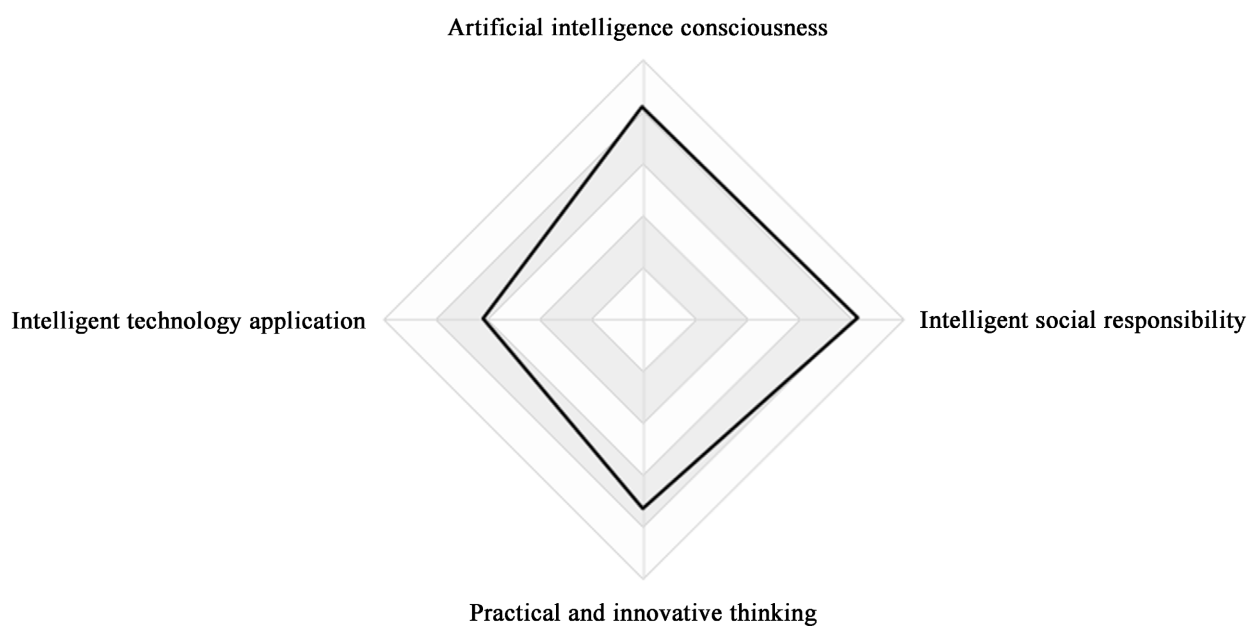 Artificial intelligence consciousness
Intelligent technology application
Intelligent social responsibility
Practical and innovative thinking